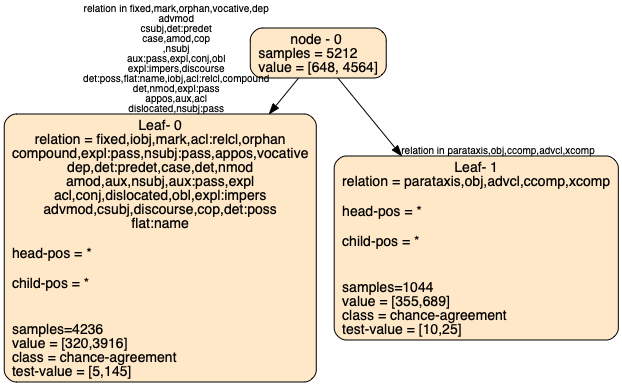 relation in fixed,mark,orphan,vocative,dep
advmod
csubj,det:predet
case,amod,cop
,nsubj
aux:pass,expl,conj,obl
expl:impers,discourse
det:poss,flat:name,iobj,acl:relcl,compound
det,nmod,expl:pass
appos,aux,acl
dislocated,nsubj:pass
node - 0
samples = 5212
value = [648, 4564]
Leaf- 0
relation = fixed,iobj,mark,acl:relcl,orphan
compound,expl:pass,nsubj:pass,appos,vocative
dep,det:predet,case,det,nmod
amod,aux,nsubj,aux:pass,expl
acl,conj,dislocated,obl,expl:impers
advmod,csubj,discourse,cop,det:poss
flat:name
head-pos = *
child-pos = *
samples=4236
value = [320,3916]
class = chance-agreement
test-value = [5,145]
relation in parataxis,obj,ccomp,advcl,xcomp
Leaf- 1
relation = parataxis,obj,advcl,ccomp,xcomp
head-pos = *
child-pos = *
samples=1044
value = [355,689]
class = chance-agreement
test-value = [10,25]